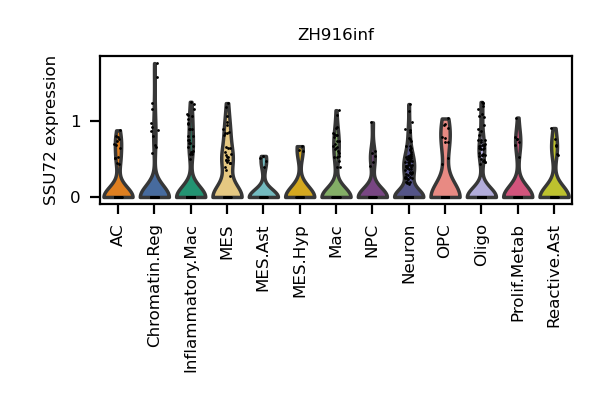 ZH916inf
SSU72 expression
1
0
AC
Chromatin.Reg
Inflammatory.Mac
MES
MES.Ast
MES.Hyp
Mac
NPC
Neuron
OPC
Oligo
Prolif.Metab
Reactive.Ast